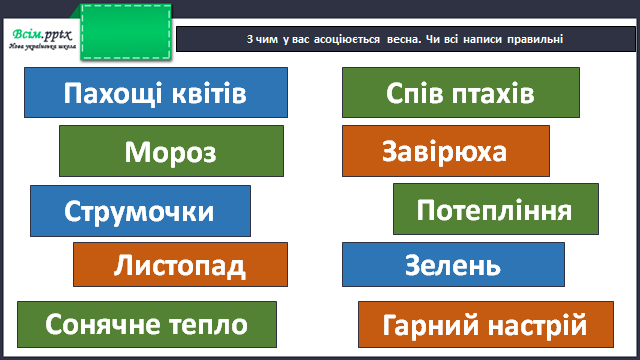 Всім.pptx
Нова українська школа
З чим у вас асоціюється весна. Чи всі написи правильні
Пахощі квітів
Спів птахів
Мороз
Завірюха
Струмочки
Потепління
Листопад
Зелень
Сонячне тепло
Гарний настрій